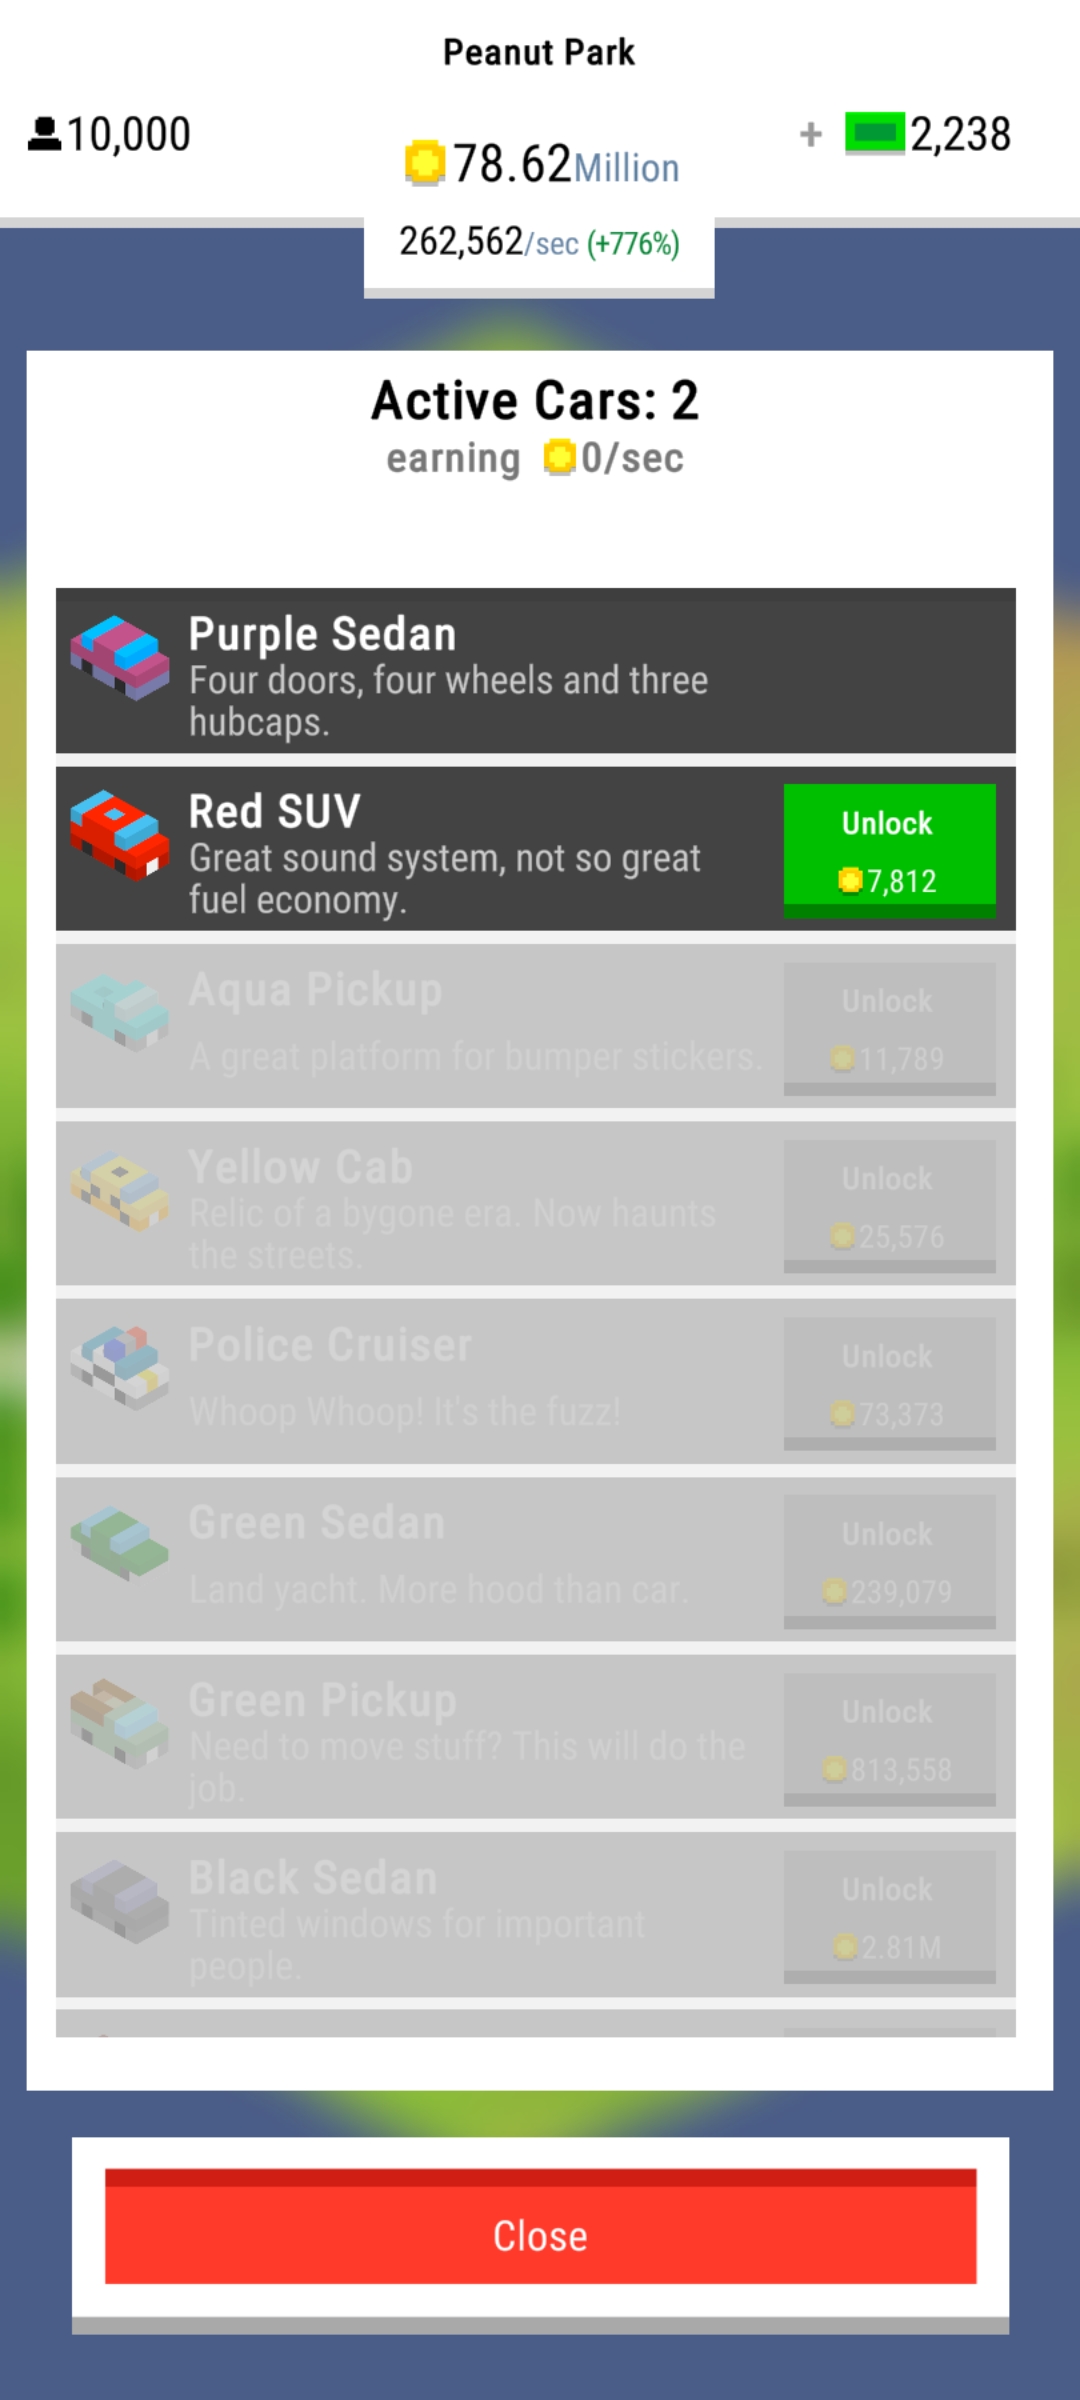 Peanut Park
10,000
78.62Million
+ 2,238
262,562/sec (+776%)
Active Cars: 2
earning 0/sec
Purple Sedan
Four doors, four wheels and three
hubcaps.
Red SUV
Great sound system, not so great
fuel economy.
Unlock
7,812
Aqua Pickup
A great platform for bumper stickers.
Unlock
11,789
Yellow Cab
Relic of a bygone era. Now haunts
the streets.
Unlock
25,576
Police Cruiser
Whoop Whoop! It's the fuzz!
Unlock
73,373
Green Sedan
Land yacht. More hood than car.
Unlock
239,079
Green Pickup
Need to move stuff? This will do the
job.
Unlock
813,558
Black Sedan
Tinted windows for important
people.
Unlock
2.81M
Close